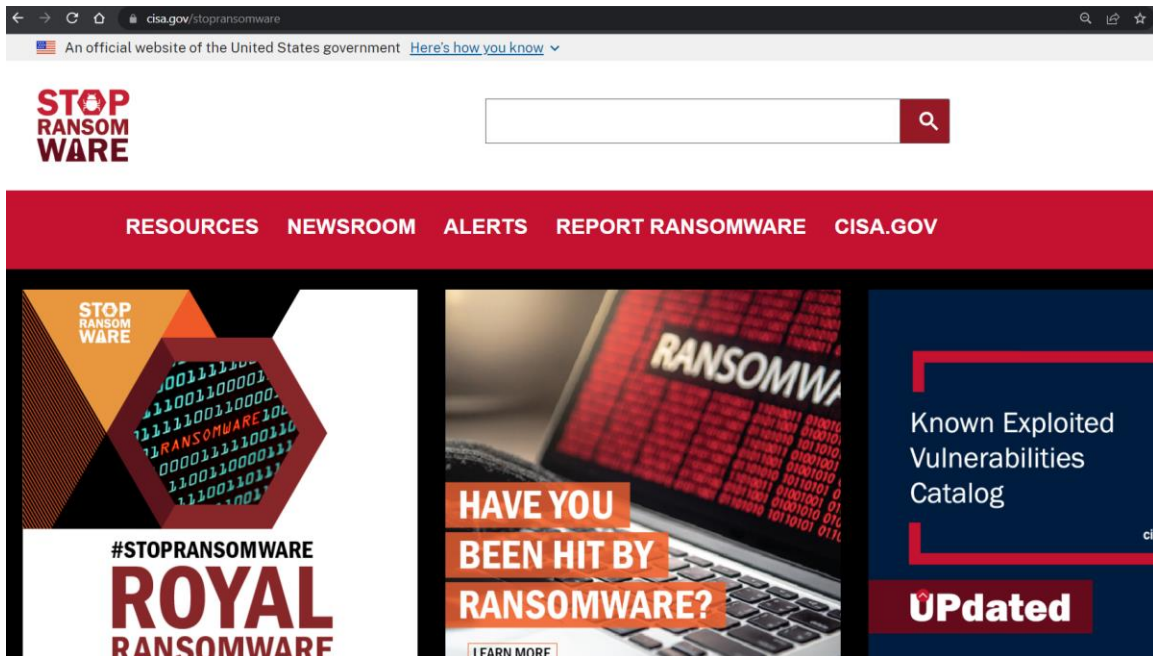 cisa.gov/stopransomware
An official website of the United States government Here's how you know
STOP
RANSOM
WARE
RESOURCES NEWSROOM ALERTS REPORT RANSOMWARE CISA.GOV
STOP
RANSOM
WARE
RANSOMWARE
#STOPRANSOMWARE
ROYAL
RANSOMWARE
RANSOMWA
HAVE YOU
BEEN HIT BY
RANSOMWARE?
LEARN MORE
Known Exploited
Vulnerabilities
Catalog
ci
UPdated